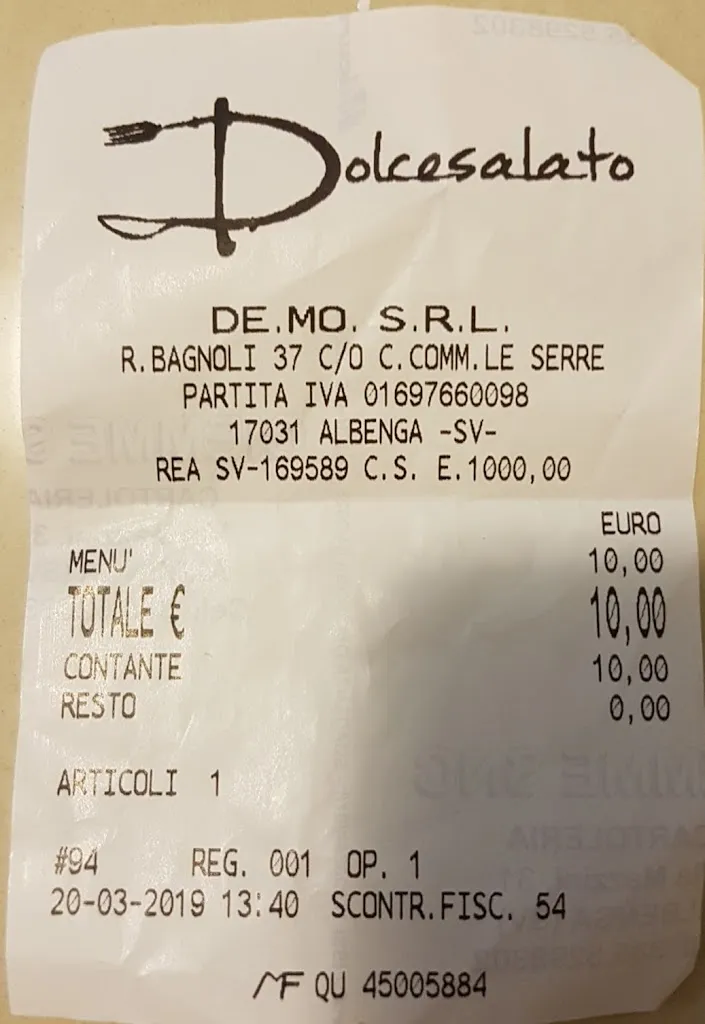 Dolcesalato
DE.MO. S.R.L.
R.BAGNOLI 37 C/O C.COMM.LE SERRE
PARTITA IVA 01697660098
17031 ALBENGA -SV-
REA SV-169589 C.S. E.1000,00
EURO
MENU' 10,00
TOTALE € 10,00
CONTANTE 10,00
RESTO 0,00
ARTICOLI 1
#94 REG. 001 OP. 1
20-03-2019 13:40 SCONTR.FISC. 54
MF QU 45005884